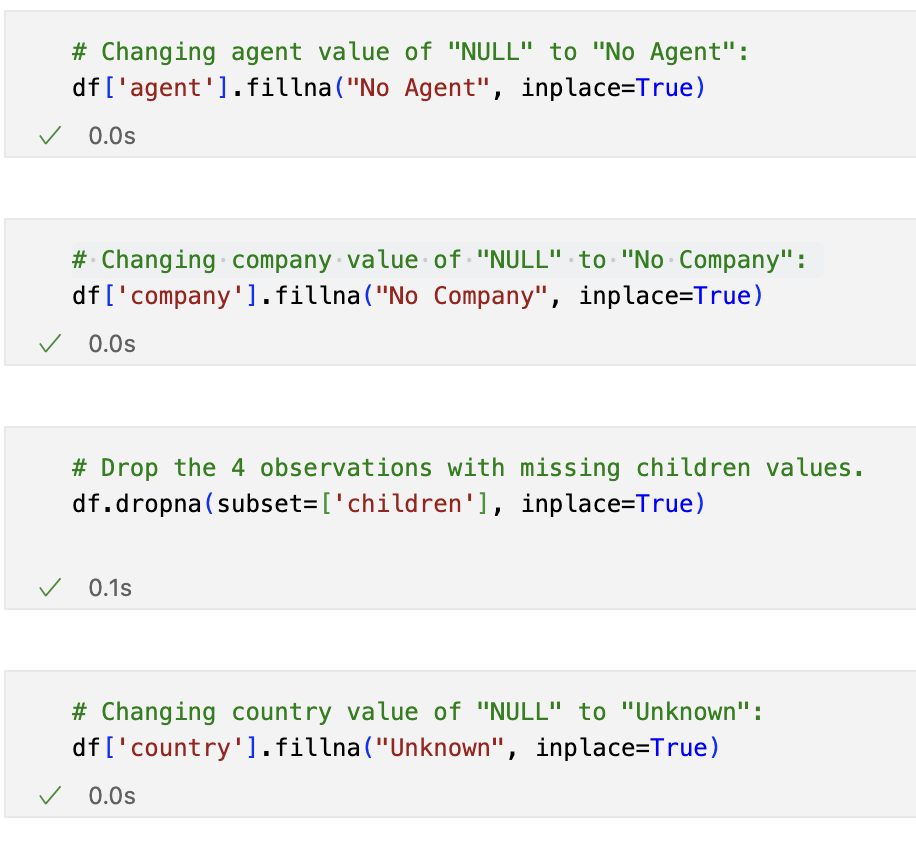 # Changing agent value of "NULL" to "No Agent":
df['agent'].fillna("No Agent", inplace=True)
0.0s
# Changing company value of "NULL" to "No Company":
df['company'].fillna("No Company", inplace=True)
0.0s
# Drop the 4 observations with missing children values.
df.dropna(subset=['children'], inplace=True)
0.1s
# Changing country value of "NULL" to "Unknown":
df['country'].fillna("Unknown", inplace=True)
0.0s